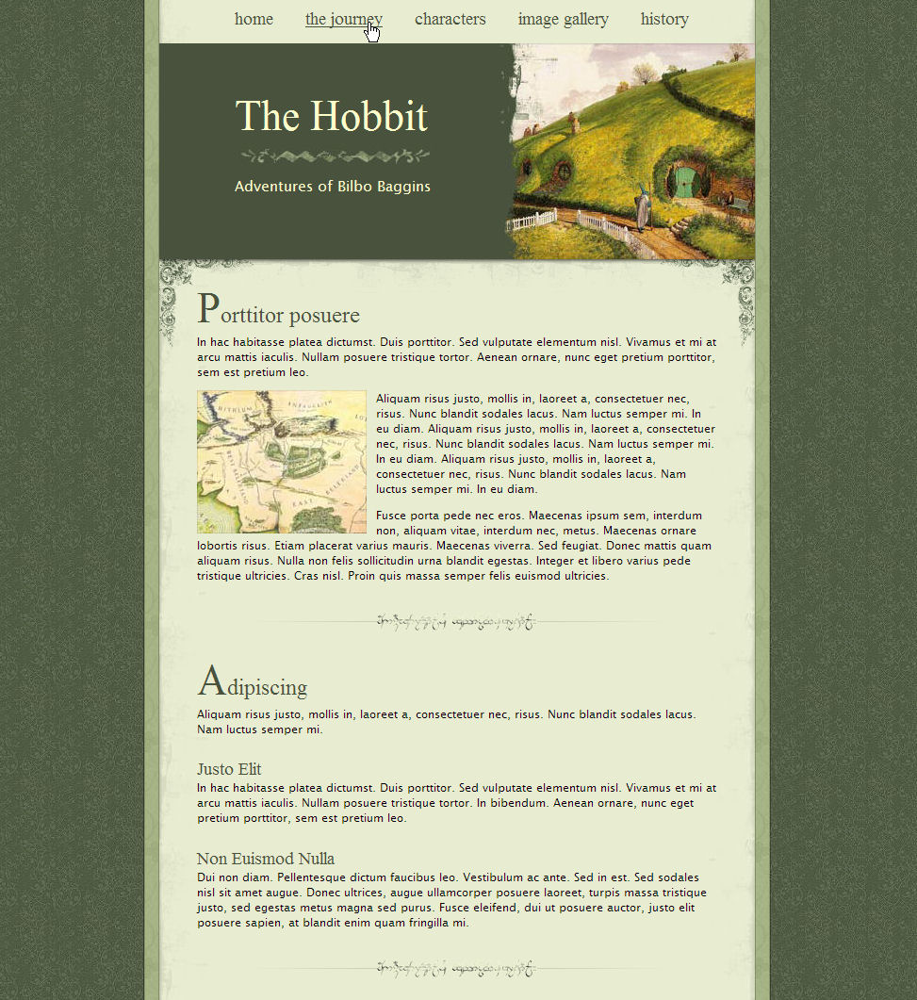 home the journey characters image gallery history
The Hobbit
Adventures of Bilbo Baggins
Porttitor posuere
In hac habitasse platea dictumst. Duis porttitor. Sed vulputate elementum nisl. Vivamus et mi at
arcu mattis iaculis. Nullam posuere tristique tortor. Aenean ornare, nunc eget pretium porttitor,
sem est pretium leo.
Aliquam risus justo, mollis in, laoreet a, consectetuer nec,
risus. Nunc blandit sodales lacus. Nam luctus semper mi. In
eu diam. Aliquam risus justo, mollis in, laoreet a, consectetuer
nec, risus. Nunc blandit sodales lacus. Nam luctus semper mi.
In eu diam. Aliquam risus justo, mollis in, laoreet a,
consectetuer nec, risus. Nunc blandit sodales lacus. Nam
luctus semper mi. In eu diam.
HITHLUM
EAST BELERIAND
Fusce porta pede nec eros. Maecenas ipsum sem, interdum
non, aliquam vitae, interdum nec, metus. Maecenas ornare
lobortis risus. Etiam placerat varius mauris. Maecenas viverra. Sed feugiat. Donec mattis quam
aliquam risus. Nulla non felis sollicitudin urna blandit egestas. Integer et libero varius pede
tristique ultricies. Cras nisl. Proin quis massa semper felis euismod ultricies.
Adipiscing
Aliquam risus justo, mollis in, laoreet a, consectetuer nec, risus. Nunc blandit sodales lacus.
Nam luctus semper mi.
Justo Elit
In hac habitasse platea dictumst. Duis porttitor. Sed vulputate elementum nisl. Vivamus et mi at
arcu mattis iaculis. Nullam posuere tristique tortor. In bibendum. Aenean ornare, nunc eget
pretium porttitor, sem est pretium leo.
Non Euismod Nulla
Dui non diam. Pellentesque dictum faucibus leo. Vestibulum ac ante. Sed in est. Sed sodales
nisl sit amet augue. Donec ultrices, augue ullamcorper posuere laoreet, turpis massa tristique
justo, sed egestas metus magna sed purus. Fusce eleifend, dui ut posuere auctor, justo elit
posuere sapien, at blandit enim quam fringilla mi.